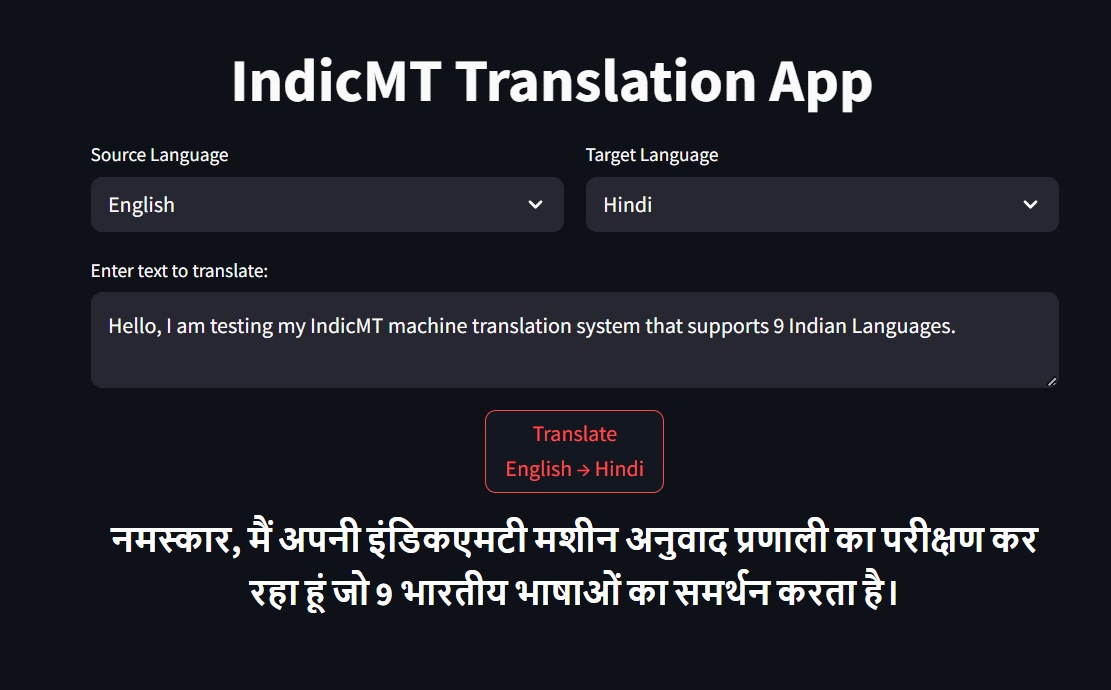 IndicMT Translation App
Source Language
Target Language
English
Hindi
Enter text to translate:
Hello, I am testing my IndicMT machine translation system that supports 9 Indian Languages.
Translate
English → Hindi
नमस्कार, मैं अपनी इंडिकएमटी मशीन अनुवाद प्रणाली का परीक्षण कर
रहा हूं जो 9 भारतीय भाषाओं का समर्थन करता है।